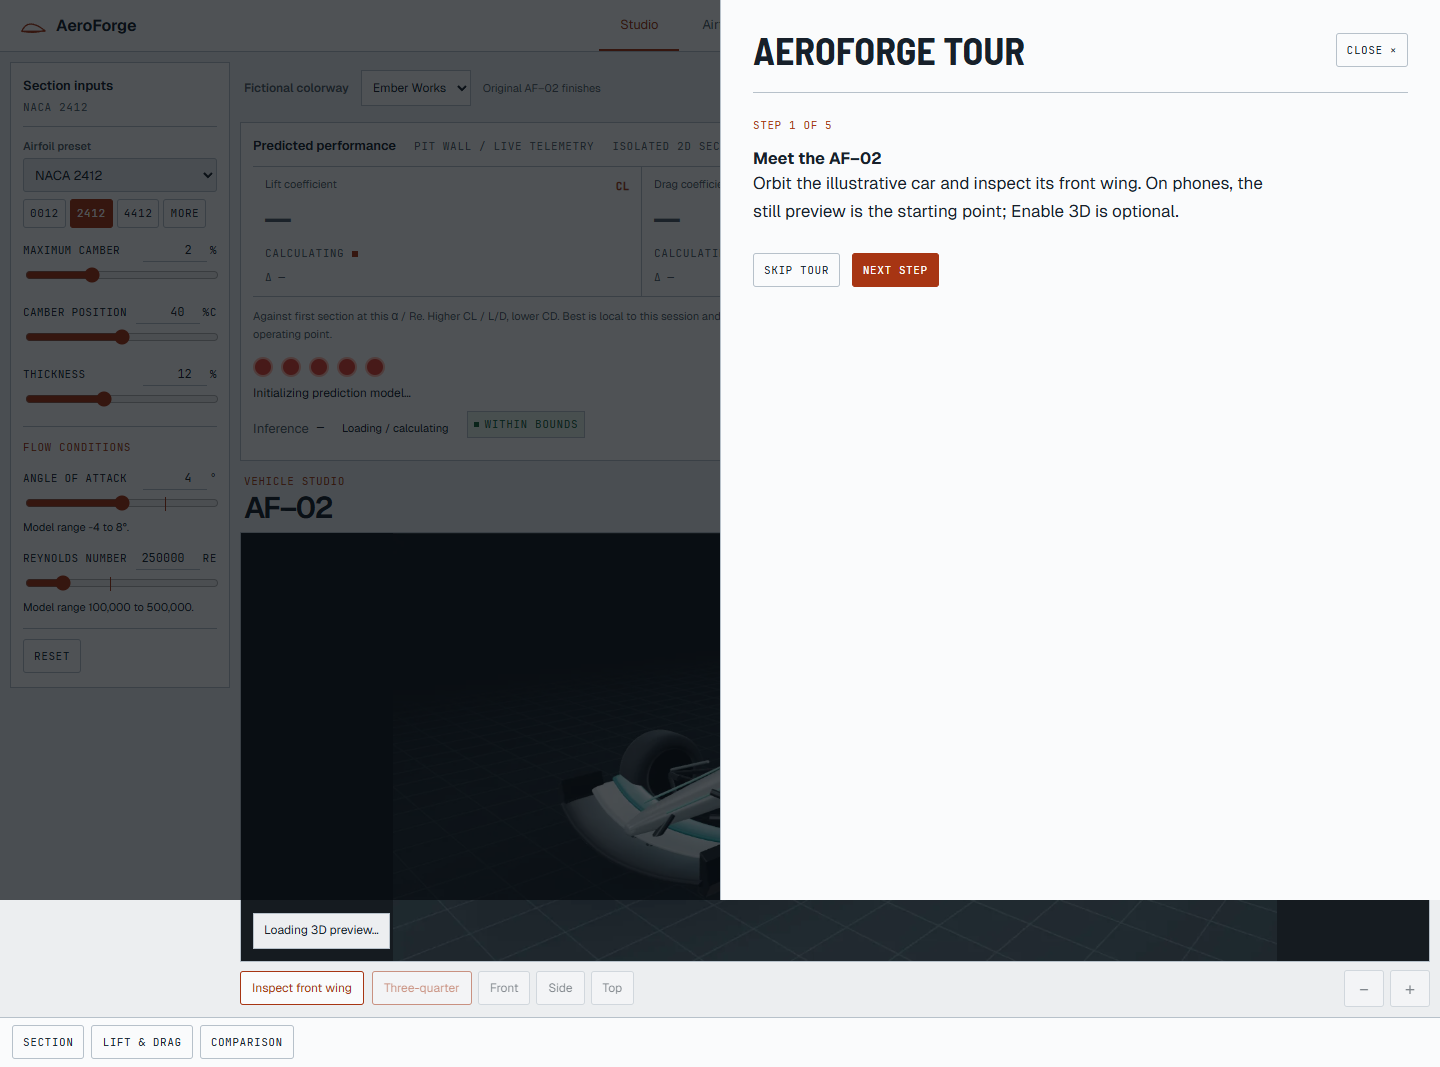 AeroForge
Studio
Air
Section inputs
NACA 2412
Airfoil preset
NACA 2412
0012 2412 4412 MORE
MAXIMUM CAMBER 2 %
CAMBER POSITION 40 %C
THICKNESS 12 %
FLOW CONDITIONS
ANGLE OF ATTACK 4 °
Model range -4 to 8°.
REYNOLDS NUMBER 250000 RE
Model range 100,000 to 500,000.
RESET
Fictional colorway Ember Works Original AF–02 finishes
Predicted performance PIT WALL / LIVE TELEMETRY ISOLATED 2D SEC
Lift coefficient CL
—
CALCULATING
Δ —
Drag coefficie
—
CALCULATI
Δ —
Against first section at this α / Re. Higher CL / L/D, lower CD. Best is local to this session and
operating point.
Initializing prediction model…
Inference — Loading / calculating WITHIN BOUNDS
VEHICLE STUDIO
AF–02
Loading 3D preview…
Inspect front wing Three-quarter Front Side Top − +
SECTION LIFT & DRAG COMPARISON
AEROFORGE TOUR
CLOSE ×
STEP 1 OF 5
Meet the AF–02
Orbit the illustrative car and inspect its front wing. On phones, the
still preview is the starting point; Enable 3D is optional.
SKIP TOUR NEXT STEP